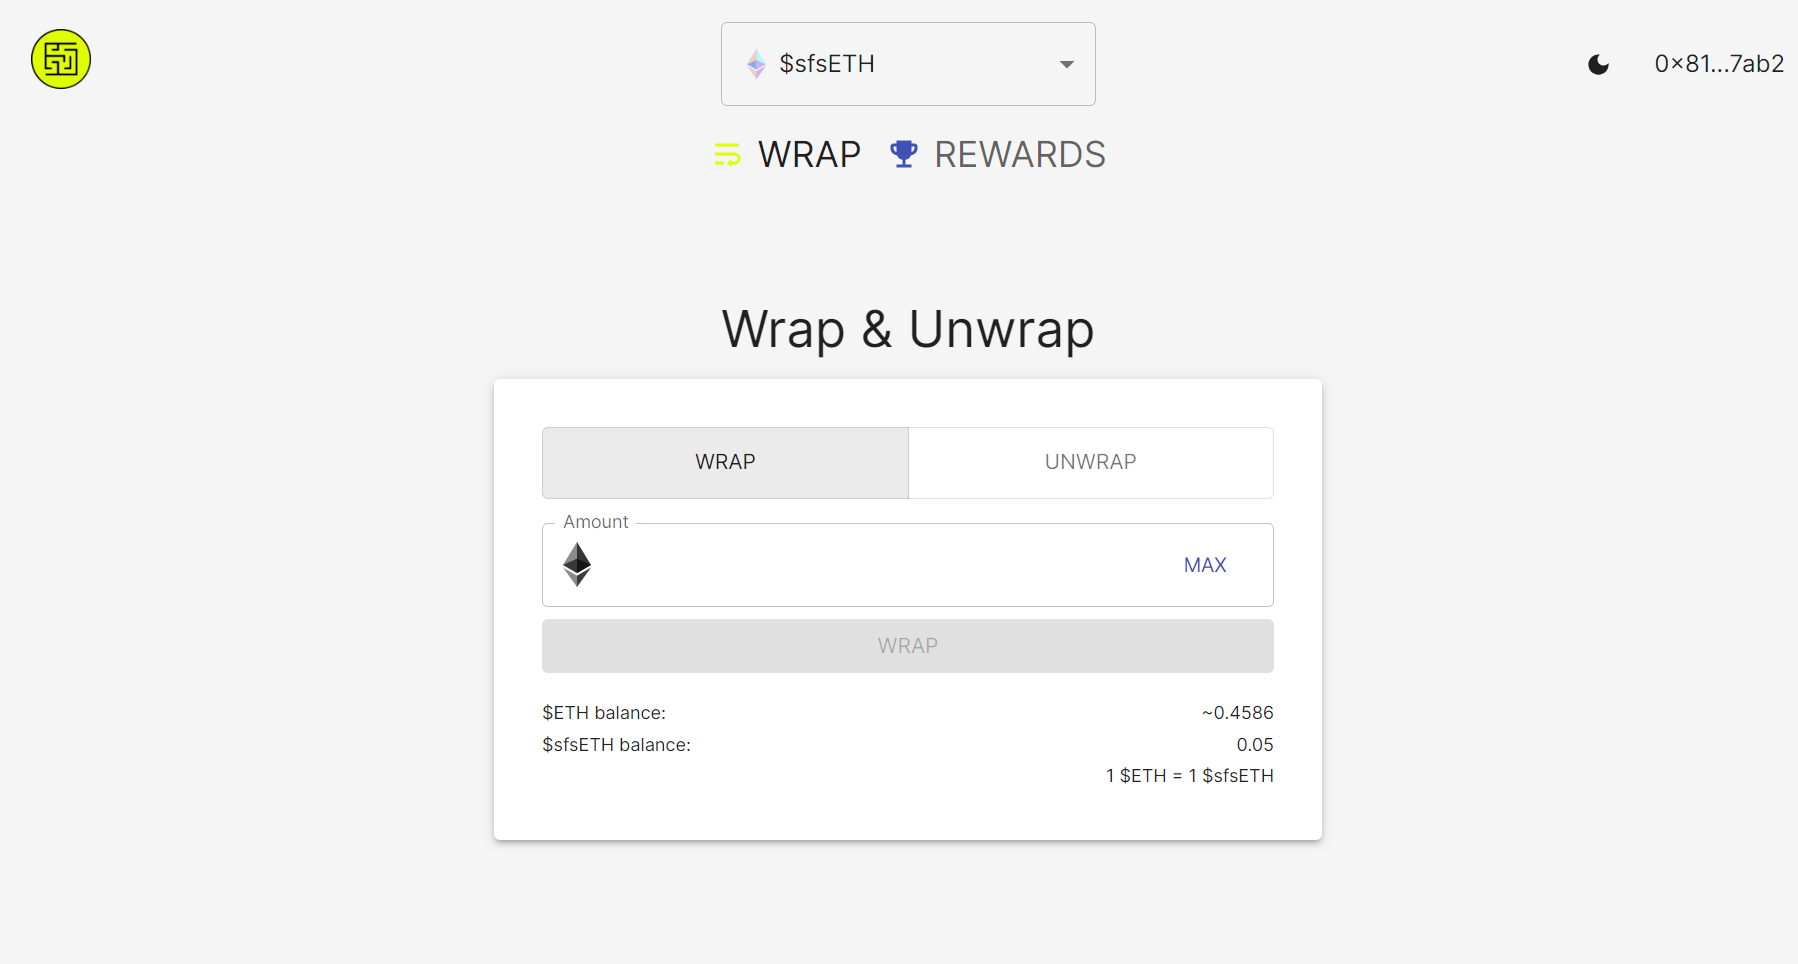 $sfsETH
0×81...7ab2
WRAP REWARDS
Wrap & Unwrap
WRAP UNWRAP
Amount
MAX
WRAP
$ETH balance: ~0.4586
$sfsETH balance: 0.05
1 $ETH = 1 $sfsETH